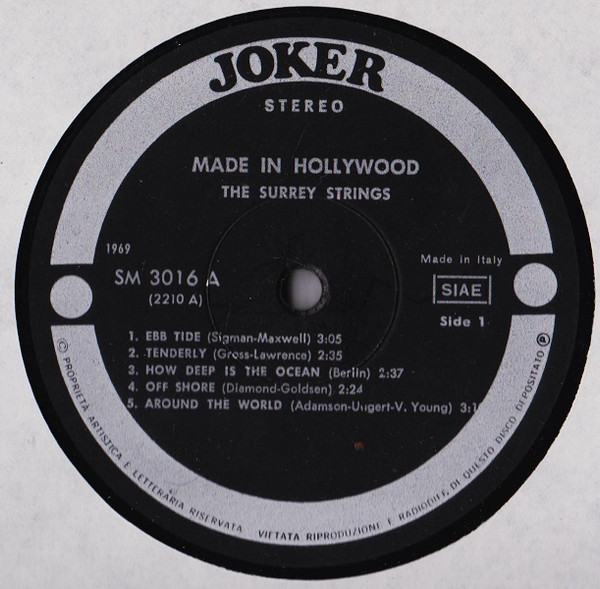 JOKER
STEREO
MADE IN HOLLYWOOD
THE SURREY STRINGS
1969
SM 3016 A
(2210 A)
Made in Italy
SIAE
Side 1
1. EBB TIDE (Sigman-Maxwell) 3:05
2. TENDERLY (Gross-Lawrence) 2:35
3. HOW DEEP IS THE OCEAN (Berlin) 2:37
4. OFF SHORE (Diamond-Goldsen) 2:24
5. AROUND THE WORLD (Adamson-Ungert-V. Young)
© PROPRIETÀ ARTISTICA E LETTERARIA RISERVATA VIETATA RIPRODUZIONE E RADIODIFF. DI QUESTO DISCO DEPOSITATO ℗